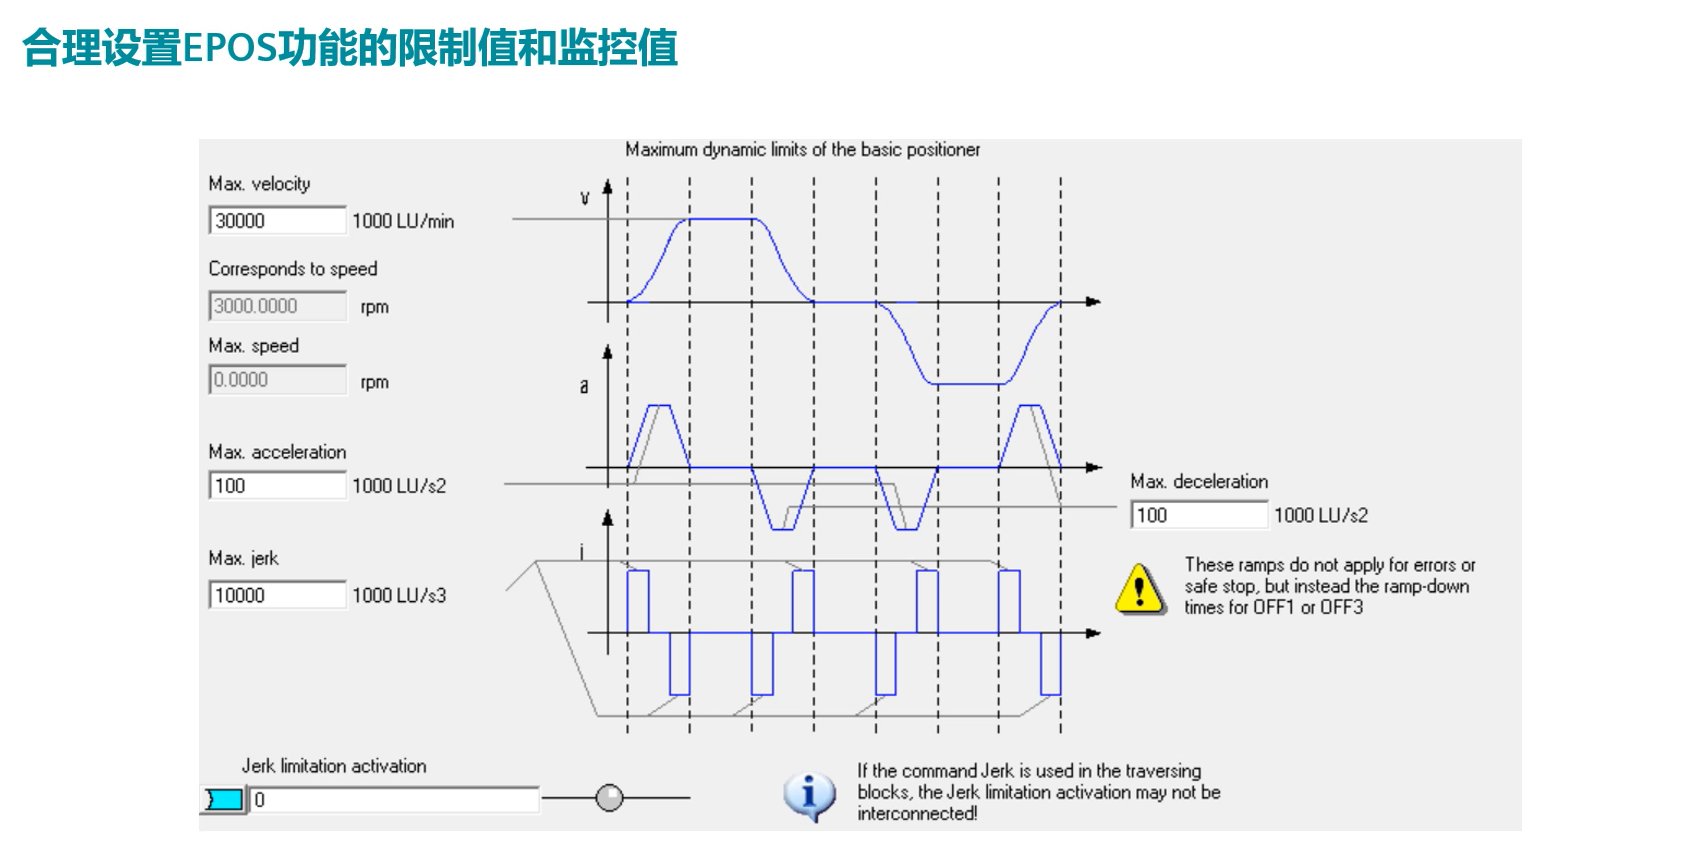 合理设置EPOS功能的限制值和监控值
Maximum dynamic limits of the basic positioner
Max. velocity
30000 1000 LU/min
v
Corresponds to speed
3000.0000 rpm
Max. speed
0.0000 rpm
a
Max. acceleration
100 1000 LU/s2
Max. deceleration
100 1000 LU/s2
Max. jerk
10000 1000 LU/s3
i
These ramps do not apply for errors or
safe stop, but instead the ramp-down
times for OFF1 or OFF3
Jerk limitation activation
0
If the command Jerk is used in the traversing
blocks, the Jerk limitation activation may not be
interconnected!